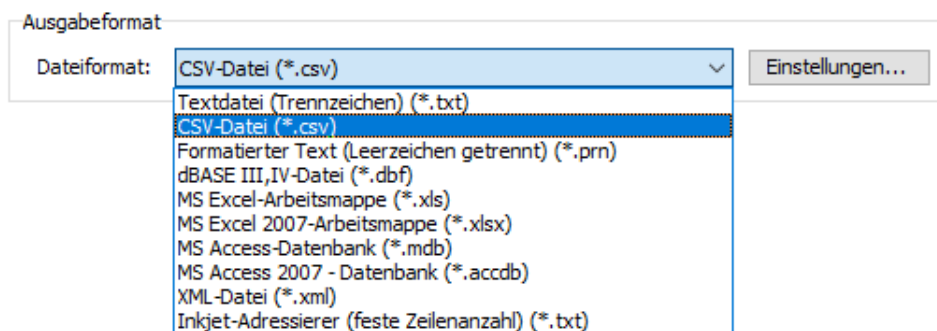 Ausgabeformat
Dateiformat: CSV-Datei (*.csv) Einstellungen...
Textdatei (Trennzeichen) (*.txt)
CSV-Datei (*.csv)
Formatierter Text (Leerzeichen getrennt) (*.prn)
dBASE III,IV-Datei (*.dbf)
MS Excel-Arbeitsmappe (*.xls)
MS Excel 2007-Arbeitsmappe (*.xlsx)
MS Access-Datenbank (*.mdb)
MS Access 2007 - Datenbank (*.accdb)
XML-Datei (*.xml)
Inkjet-Adressierer (feste Zeilenanzahl) (*.txt)